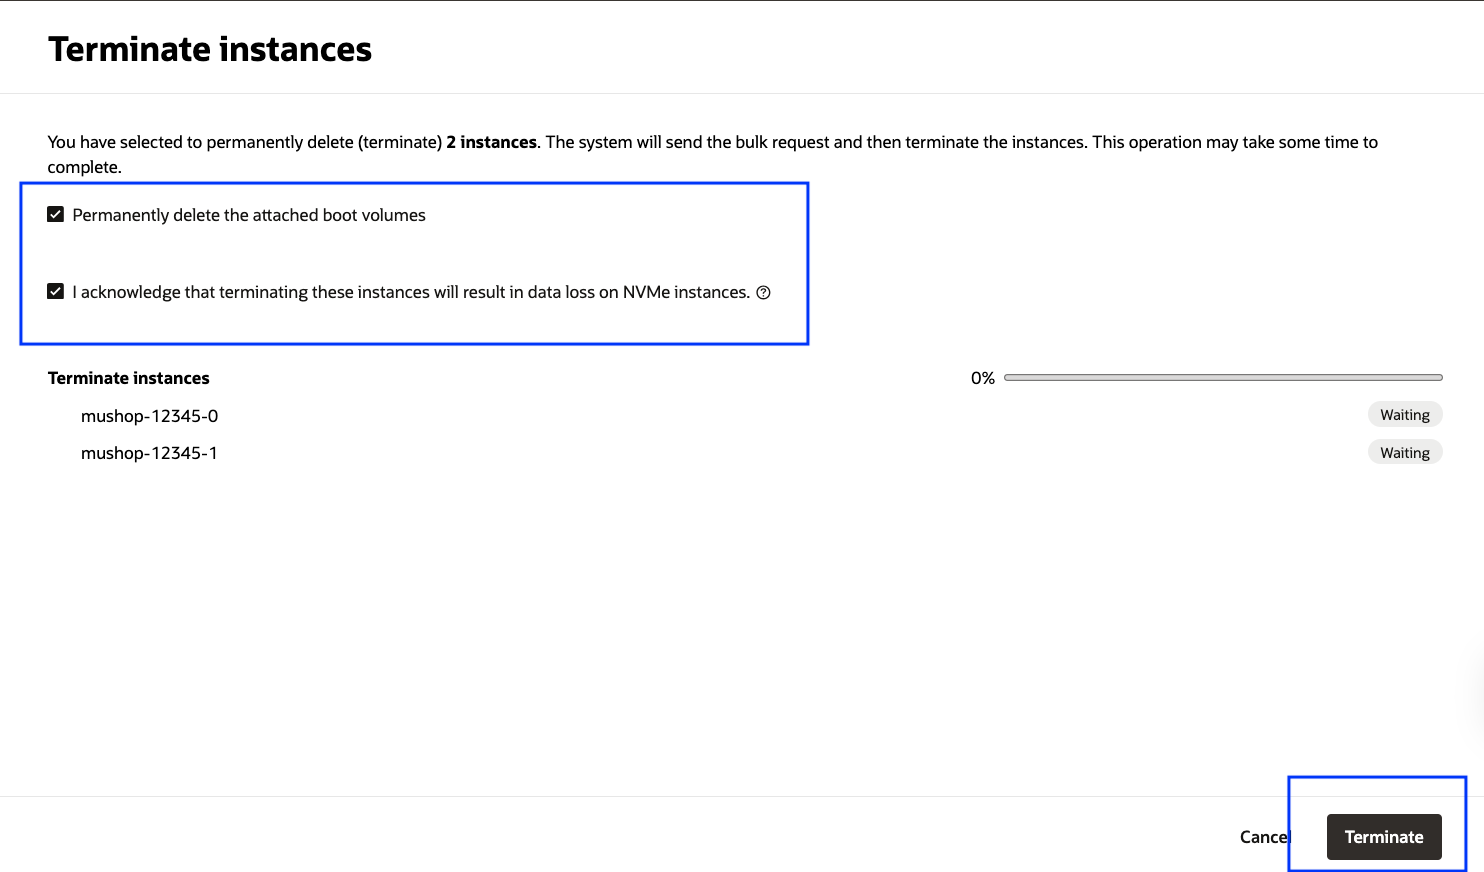 Terminate instances
You have selected to permanently delete (terminate) 2 instances. The system will send the bulk request and then terminate the instances. This operation may take some time to
complete.
Permanently delete the attached boot volumes
I acknowledge that terminating these instances will result in data loss on NVMe instances.
Terminate instances
0%
mushop-12345-0
Waiting
mushop-12345-1
Waiting
Cancel
Terminate